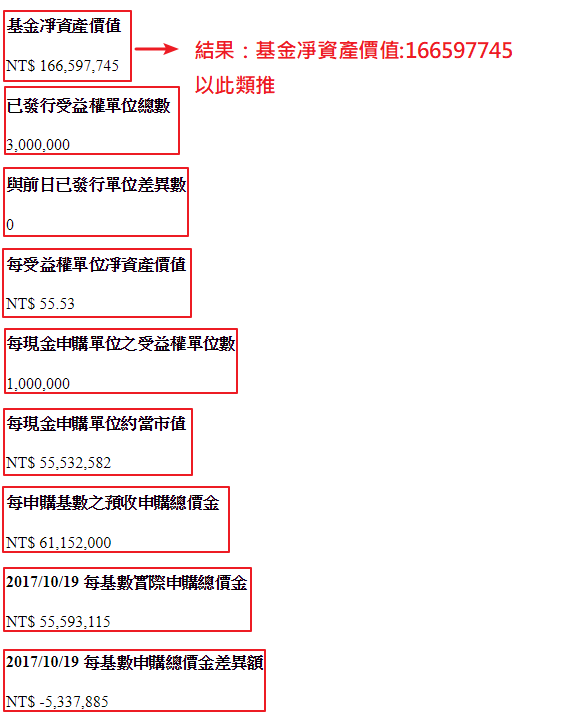 基金凈資產價值
NT$ 166,597,745
結果：基金凈資產價值:166597745
以此類推
已發行受益權單位總數
3,000,000
與前日已發行單位差異數
0
每受益權單位凈資產價值
NT$ 55.53
每現金申購單位之受益權單位數
1,000,000
每現金申購單位約當市值
NT$ 55,532,582
每申購基數之預收申購總價金
NT$ 61,152,000
2017/10/19 每基數實際申購總價金
NT$ 55,593,115
2017/10/19 每基數申購總價金差異額
NT$ -5,337,885